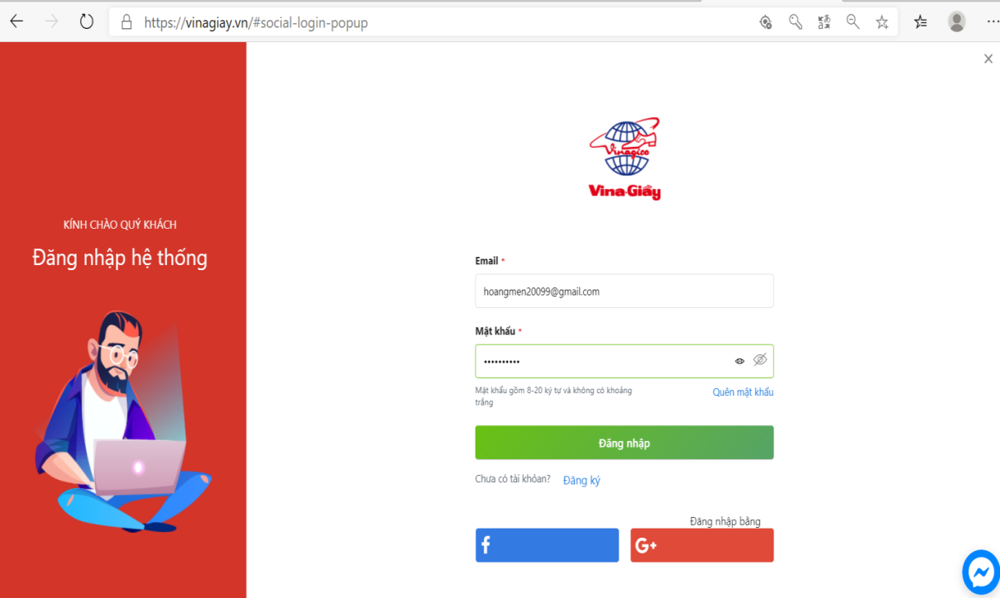 https://vinagiay.vn/#social-login-popup
KÍNH CHÀO QUÝ KHÁCH
Đăng nhập hệ thống
Vinagico
Vina-Giầy
Email *
hoangmen20099@gmail.com
Mật khẩu *
••••••••••
Mật khẩu gồm 8-20 ký tự và không có khoảng
trắng
Quên mật khẩu
Đăng nhập
Chưa có tài khỏan?
Đăng ký
Đăng nhập bằng
f
G+